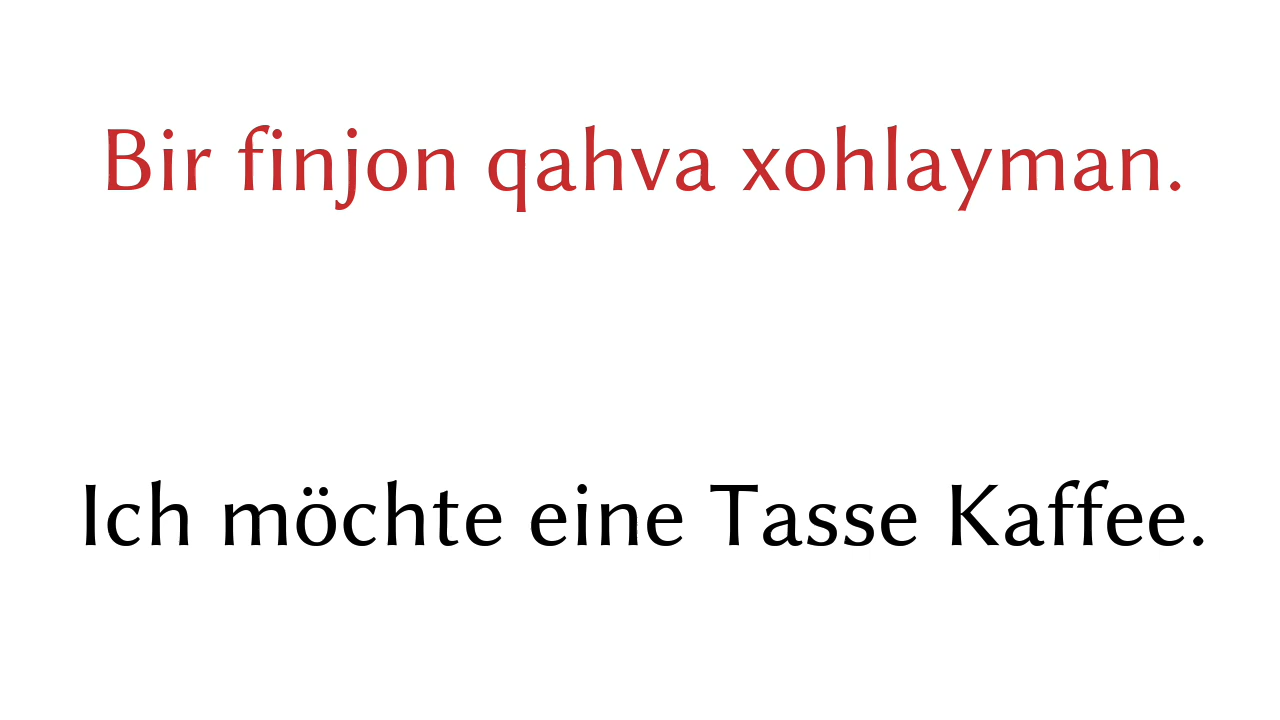 Bir finjon qahva xohlayman.
Ich möchte eine Tasse Kaffee.